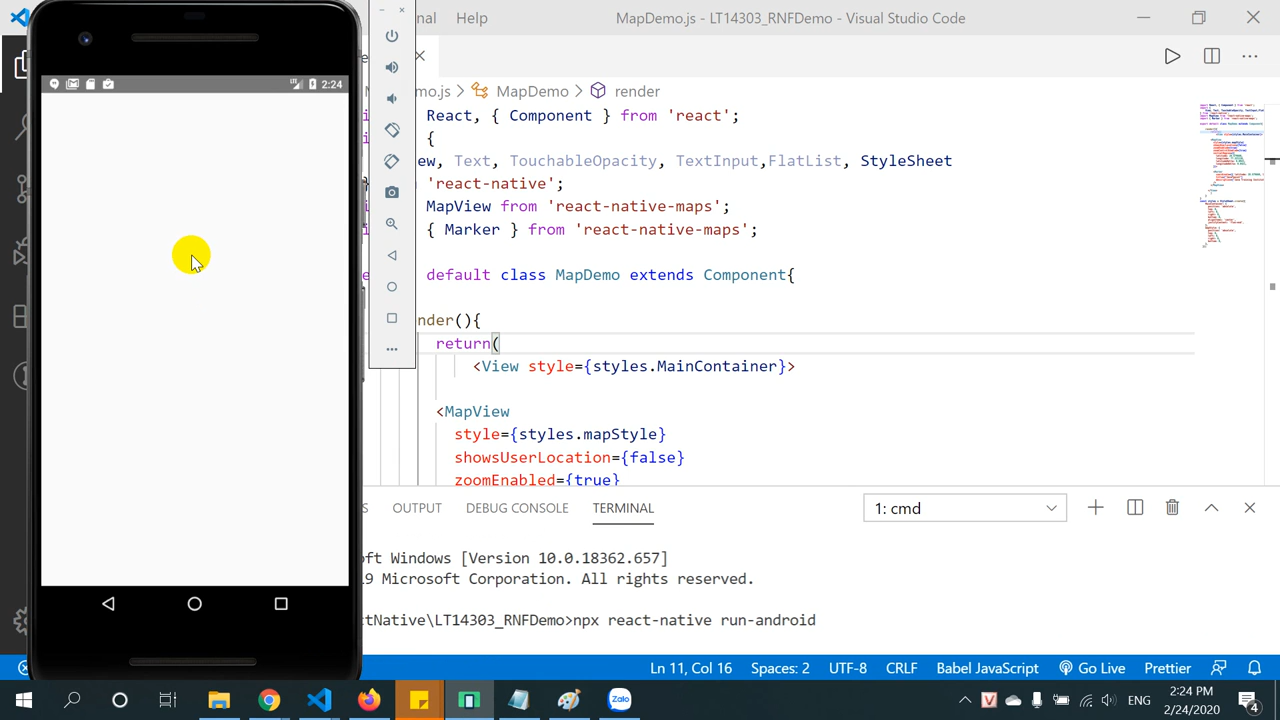 nal Help MapDemo.js - LT14303_RNFDemo - Visual Studio Code
2:24
mo.js > MapDemo > render
React, { Component } from 'react';
{
ew, Text, TouchableOpacity, TextInput,FlatList, StyleSheet
'react-native';
MapView from 'react-native-maps';
{ Marker } from 'react-native-maps';
default class MapDemo extends Component{
nder(){
return(
<View style={styles.MainContainer}>
<MapView
style={styles.mapStyle}
showsUserLocation={false}
zoomEnabled={true}
S OUTPUT DEBUG CONSOLE TERMINAL 1: cmd
oft Windows [Version 10.0.18362.657]
19 Microsoft Corporation. All rights reserved.
ctNative\LT14303_RNFDemo>npx react-native run-android
Ln 11, Col 16 Spaces: 2 UTF-8 CRLF Babel JavaScript Go Live Prettier
Zalo
ENG
2:24 PM
2/24/2020
4